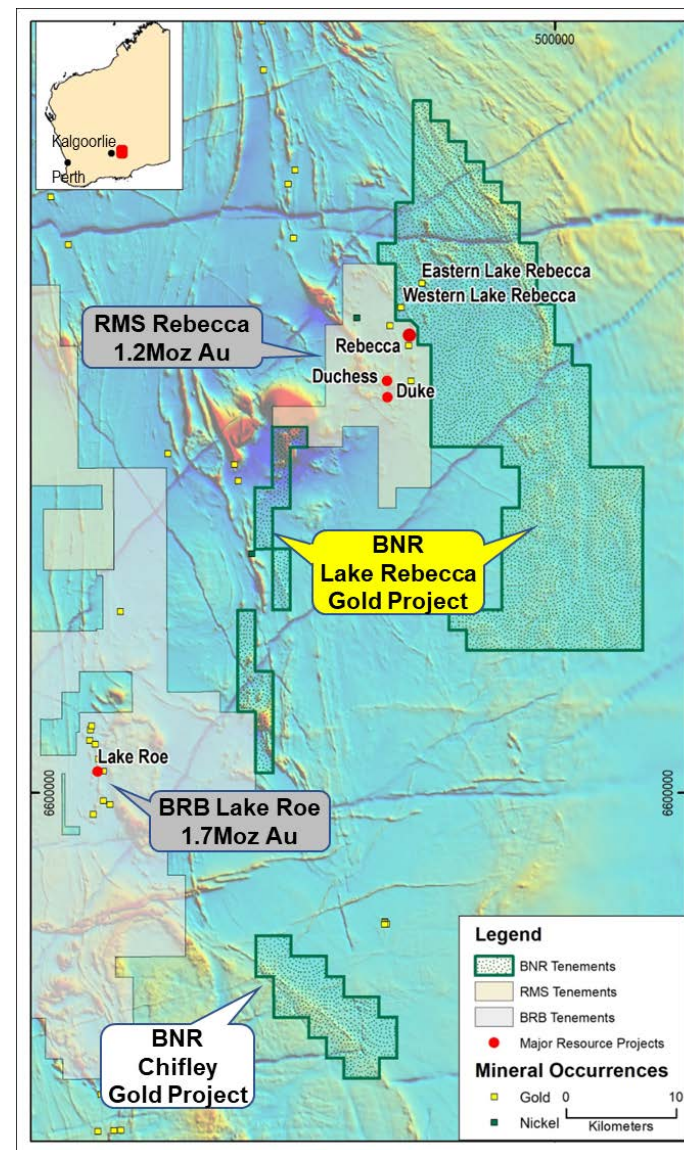 500000
Kalgoorlie
Perth
Eastern Lake Rebecca
Western Lake Rebecca
RMS Rebecca
1.2Moz Au
Rebecca
Duchess
Duke
BNR
Lake Rebecca
Gold Project
Lake Roe
6600000
6600000
BRB Lake Roe
1.7Moz Au
BNR
Chifley
Gold Project
Legend
BNR Tenements
RMS Tenements
BRB Tenements
Major Resource Projects
Mineral Occurrences
Gold
Nickel
0 10
Kilometers